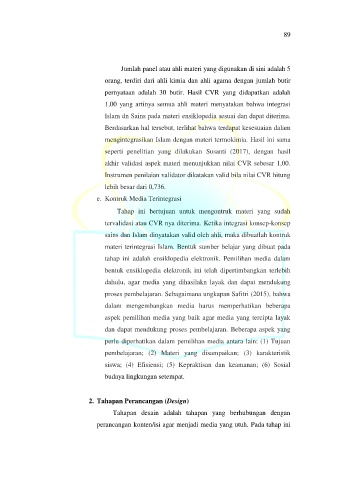 89
Jumlah panel atau ahli materi yang digunakan di sini adalah 5
orang, terdiri dari ahli kimia dan ahli agama dengan jumlah butir
pernyataan adalah 30 butir. Hasil CVR yang didapatkan adalah
1,00 yang artinya semua ahli materi menyatakan bahwa integrasi
Islam dn Sains pada materi ensiklopedia sesuai dan dapat diterima.
Berdasarkan hal tersebut, terlihat bahwa terdapat kesesuaian dalam
mengintegrasikan Islam dengan materi termokimia. Hasil ini sama
seperti penelitian yang dilakukan Susanti (2017), dengan hasil
akhir validasi aspek materi menunjukkan nilai CVR sebesar 1,00.
Instrumen penilaian validator dikatakan valid bila nilai CVR hitung
lebih besar dari 0,736.
e. Kontruk Media Terintegrasi
Tahap ini bertujuan untuk mengontruk materi yang sudah
tervalidasi atau CVR nya diterima. Ketika integrasi konsep-konsep
sains dan Islam dinyatakan valid oleh ahli, maka dibuatlah kontruk
materi terintegrasi Islam. Bentuk sumber belajar yang dibuat pada
tahap ini adalah ensiklopedia elektronik. Pemilihan media dalam
bentuk ensiklopedia elektronik ini telah dipertimbangkan terlebih
dahulu, agar media yang dihasilakn layak dan dapat mendukung
proses pembelajaran. Sebagaimana ungkapan Safitri (2015), bahwa
dalam mengembangkan media harus memperhatikan beberapa
aspek pemilihan media yang baik agar media yang tercipta layak
dan dapat mendukung proses pembelajaran. Beberapa aspek yang
perlu diperhatikan dalam pemilihan media antara lain: (1) Tujuan
pembelajaran; (2) Materi yang disampaikan; (3) karakteristik
siswa; (4) Efisiensi; (5) Kepraktisan dan keamanan; (6) Sosial
budaya lingkungan setempat.
2. Tahapan Perancangan (Design)
Tahapan desain adalah tahapan yang berhubungan dengan
perancangan konten/isi agar menjadi media yang utuh. Pada tahap ini